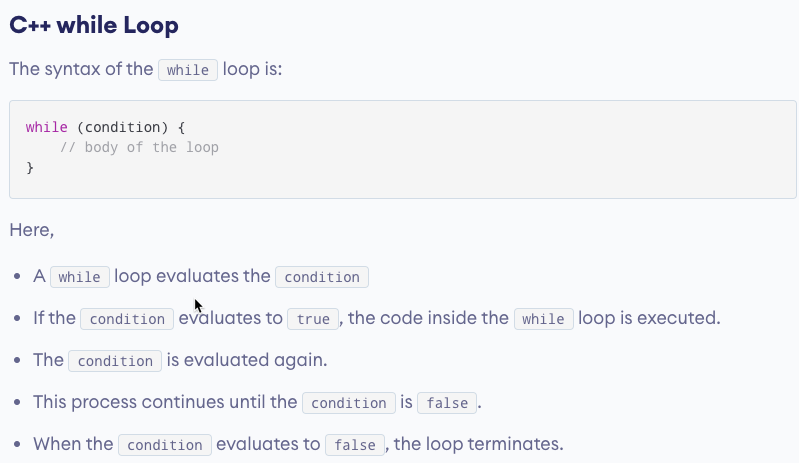 C++ while Loop
The syntax of the while loop is:
while (condition) {
    // body of the loop
}
Here,
• A while loop evaluates the condition
• If the condition evaluates to true, the code inside the while loop is executed.
• The condition is evaluated again.
• This process continues until the condition is false.
• When the condition evaluates to false, the loop terminates.